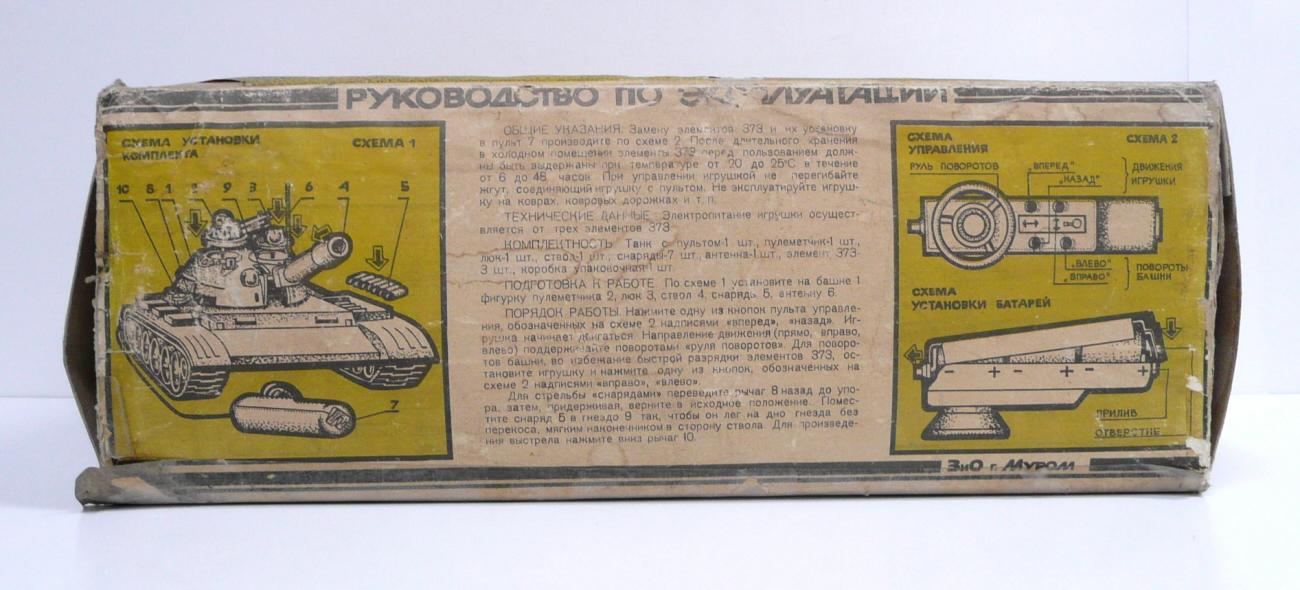 РУКОВОДСТВО ПО ЭКСПЛУАТАЦИИ
СХЕМА УСТАНОВКИ
КОМПЛЕКТА
СХЕМА 1
10 8 1 2 9 3 6 4 5
7
ОБЩИЕ УКАЗАНИЯ. Замену элементов 373 и их установку
в пульт 7 производите по схеме 2. После длительного хранения
в холодном помещении элементы 373 перед пользованием долж-
ны быть выдержаны при температуре от 20 до 25°С в течение
от 6 до 48 часов. При управлении игрушкой не перегибайте
жгут, соединяющий игрушку с пультом. Не эксплуатируйте игруш-
ку на коврах, ковровых дорожках и т. п.
ТЕХНИЧЕСКИЕ ДАННЫЕ. Электропитание игрушки осущест-
вляется от трех элементов 373.
КОМПЛЕКТНОСТЬ. Танк с пультом-1 шт., пулеметчик-1 шт.,
люк-1 шт., ствол-1 шт., снаряды-7 шт., антенна-1 шт., элемент 373-
3 шт., коробка упаковочная-1 шт.
ПОДГОТОВКА К РАБОТЕ. По схеме 1 установите на башне 1
фигурку пулеметчика 2, люк 3, ствол 4, снаряды 5, антенну 6.
ПОРЯДОК РАБОТЫ. Нажмите одну из кнопок пульта управле-
ния, обозначенных на схеме 2 надписями «вперед», «назад». Иг-
рушка начинает двигаться. Направление движения (прямо, вправо,
влево) поддерживайте поворотами «руля поворотов». Для поворо-
тов башни, во избежание быстрой разрядки элементов 373, ос-
тановите игрушку и нажмите одну из кнопок, обозначенных на
схеме 2 надписями «вправо», «влево».
Для стрельбы «снарядами» переведите рычаг 8 назад до упо-
ра, затем, придерживая, верните в исходное положение. Помес-
тите снаряд 5 в гнездо 9 так, чтобы он лег на дно гнезда без
перекоса, мягким наконечником в сторону ствола. Для произведе-
ния выстрела нажмите вниз рычаг 10.
СХЕМА
УПРАВЛЕНИЯ
СХЕМА 2
РУЛЬ ПОВОРОТОВ
„ВПЕРЕД"
„НАЗАД"
ДВИЖЕНИЯ
ИГРУШКИ
„ВЛЕВО"
„ВПРАВО"
ПОВОРОТЫ
БАШНИ
СХЕМА
УСТАНОВКИ БАТАРЕЙ
- + - + - +
ПРИЛИВ
ОТВЕРСТИЕ
ЗиО г. Муром